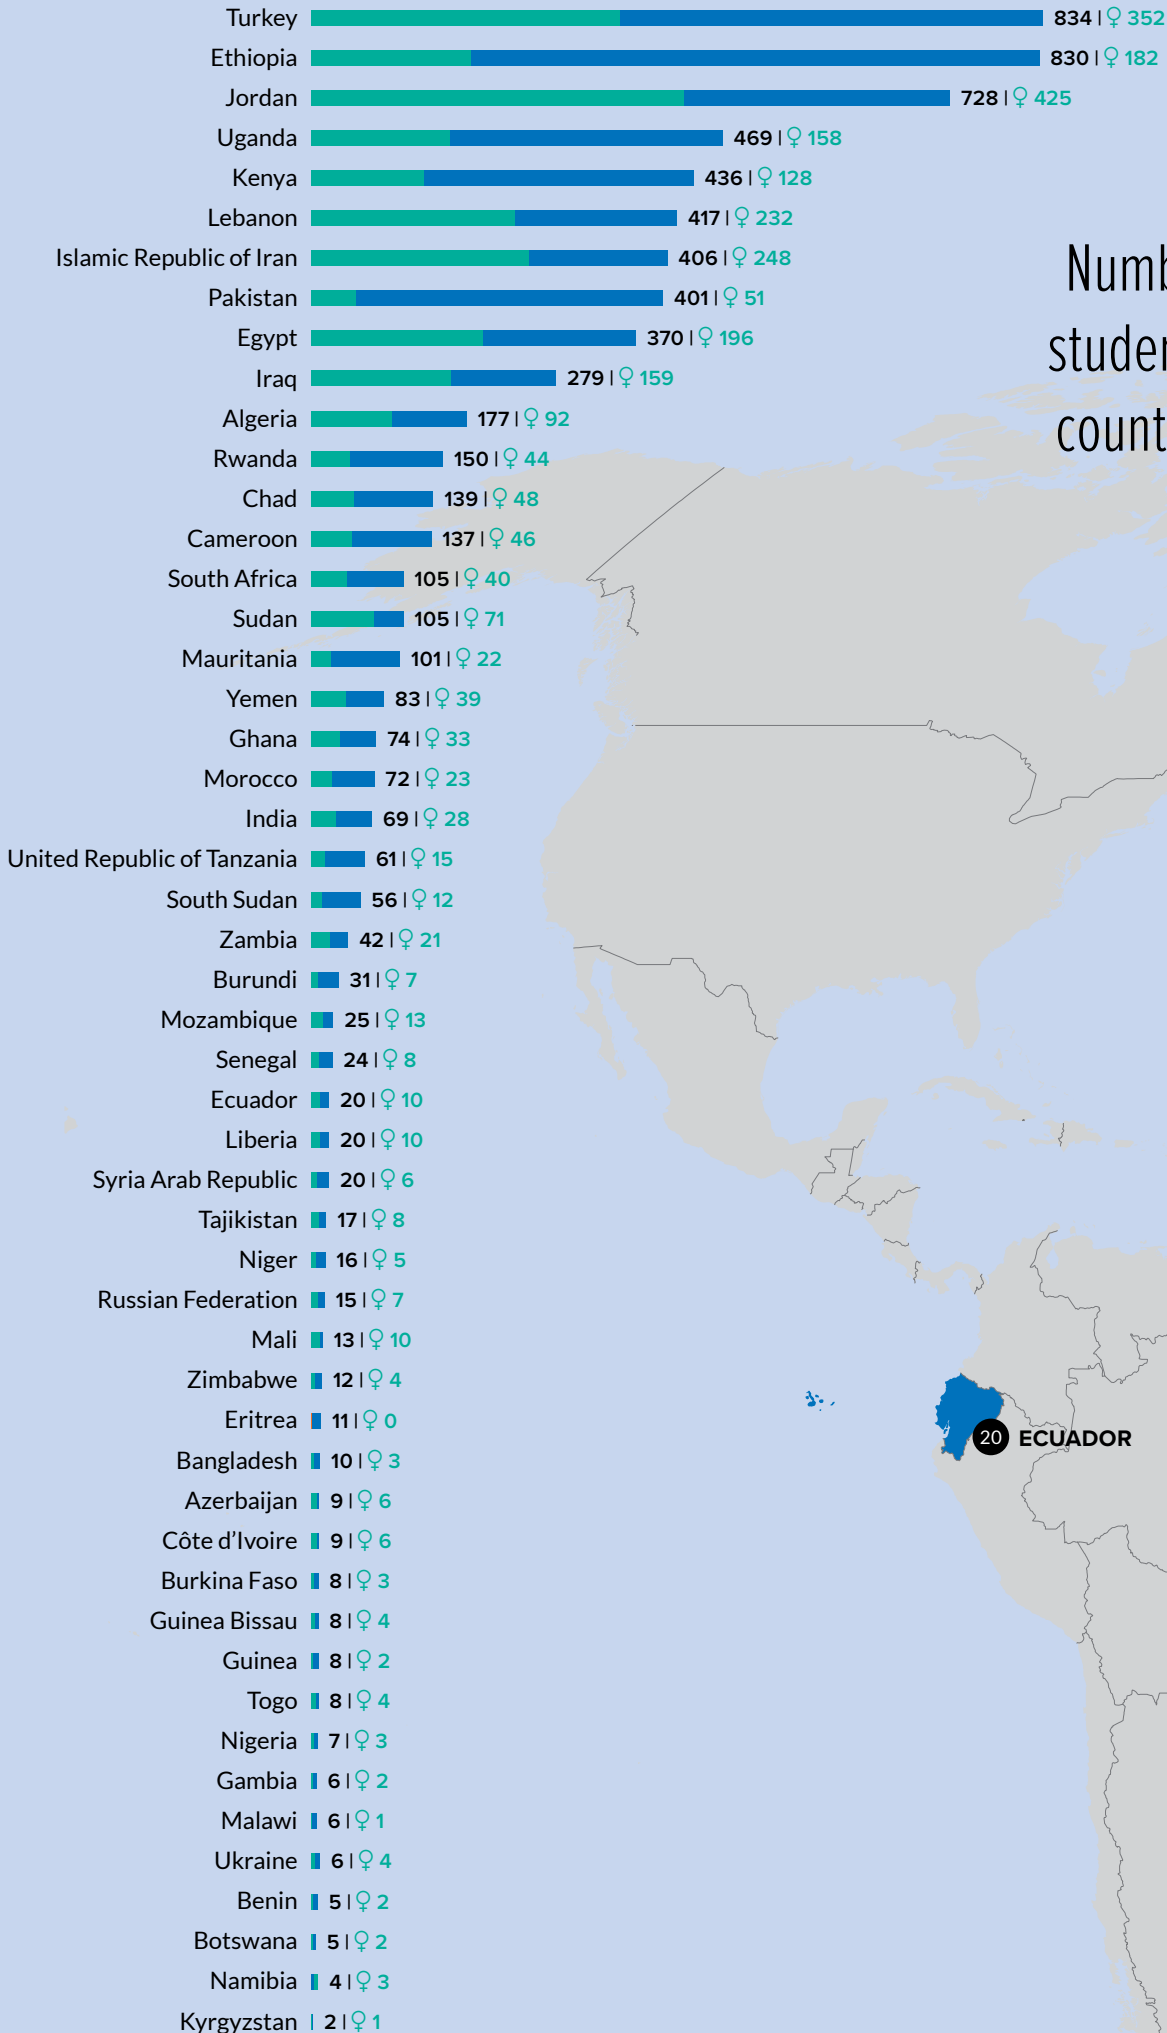 Turkey 834 | ♀ 352
Ethiopia 830 | ♀ 182
Jordan 728 | ♀ 425
Uganda 469 | ♀ 158
Kenya 436 | ♀ 128
Lebanon 417 | ♀ 232
Islamic Republic of Iran 406 | ♀ 248
Pakistan 401 | ♀ 51
Egypt 370 | ♀ 196
Iraq 279 | ♀ 159
Algeria 177 | ♀ 92
Rwanda 150 | ♀ 44
Chad 139 | ♀ 48
Cameroon 137 | ♀ 46
South Africa 105 | ♀ 40
Sudan 105 | ♀ 71
Mauritania 101 | ♀ 22
Yemen 83 | ♀ 39
Ghana 74 | ♀ 33
Morocco 72 | ♀ 23
India 69 | ♀ 28
United Republic of Tanzania 61 | ♀ 15
South Sudan 56 | ♀ 12
Zambia 42 | ♀ 21
Burundi 31 | ♀ 7
Mozambique 25 | ♀ 13
Senegal 24 | ♀ 8
Ecuador 20 | ♀ 10
Liberia 20 | ♀ 10
Syria Arab Republic 20 | ♀ 6
Tajikistan 17 | ♀ 8
Niger 16 | ♀ 5
Russian Federation 15 | ♀ 7
Mali 13 | ♀ 10
Zimbabwe 12 | ♀ 4
Eritrea 11 | ♀ 0
Bangladesh 10 | ♀ 3
Azerbaijan 9 | ♀ 6
Côte d’Ivoire 9 | ♀ 6
Burkina Faso 8 | ♀ 3
Guinea Bissau 8 | ♀ 4
Guinea 8 | ♀ 2
Togo 8 | ♀ 4
Nigeria 7 | ♀ 3
Gambia 6 | ♀ 2
Malawi 6 | ♀ 1
Ukraine 6 | ♀ 4
Benin 5 | ♀ 2
Botswana 5 | ♀ 2
Namibia 4 | ♀ 3
Kyrgyzstan 2 | ♀ 1
Numb
studen
count
20 ECUADOR